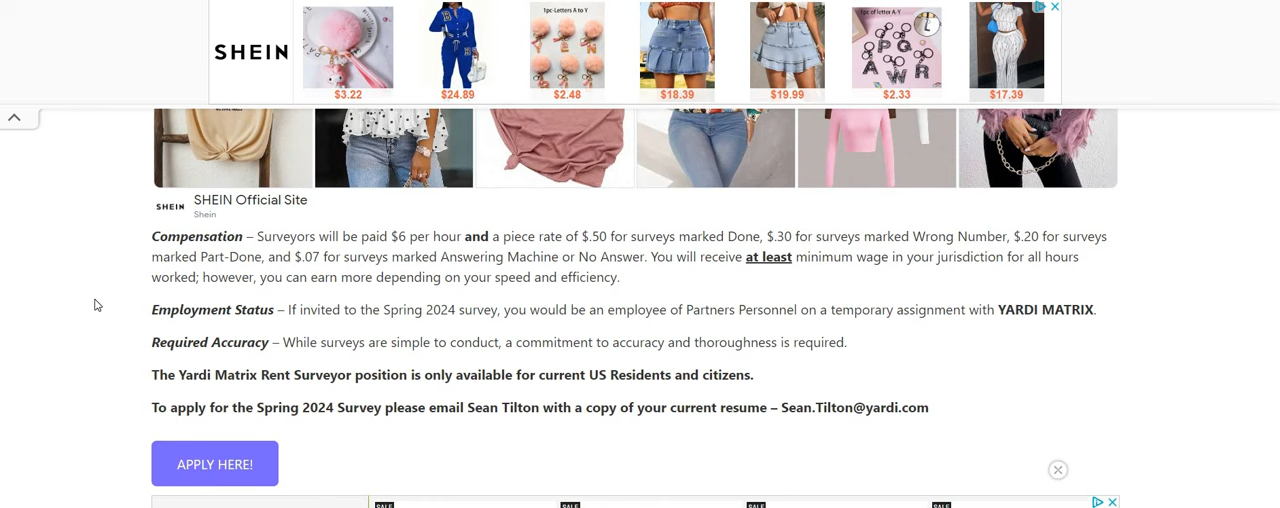 1pc-Letters A to Y
1pc of letter A-Y
SHEIN
$3.22
$24.89
$2.48
$18.39
$19.99
$2.33
$17.39
SHEIN
SHEIN Official Site
Shein
Compensation – Surveyors will be paid $6 per hour and a piece rate of $.50 for surveys marked Done, $.30 for surveys marked Wrong Number, $.20 for surveys
marked Part-Done, and $.07 for surveys marked Answering Machine or No Answer. You will receive at least minimum wage in your jurisdiction for all hours
worked; however, you can earn more depending on your speed and efficiency.
Employment Status – If invited to the Spring 2024 survey, you would be an employee of Partners Personnel on a temporary assignment with YARDI MATRIX.
Required Accuracy – While surveys are simple to conduct, a commitment to accuracy and thoroughness is required.
The Yardi Matrix Rent Surveyor position is only available for current US Residents and citizens.
To apply for the Spring 2024 Survey please email Sean Tilton with a copy of your current resume – Sean.Tilton@yardi.com
APPLY HERE!
SALE
SALE
SALE
SALE